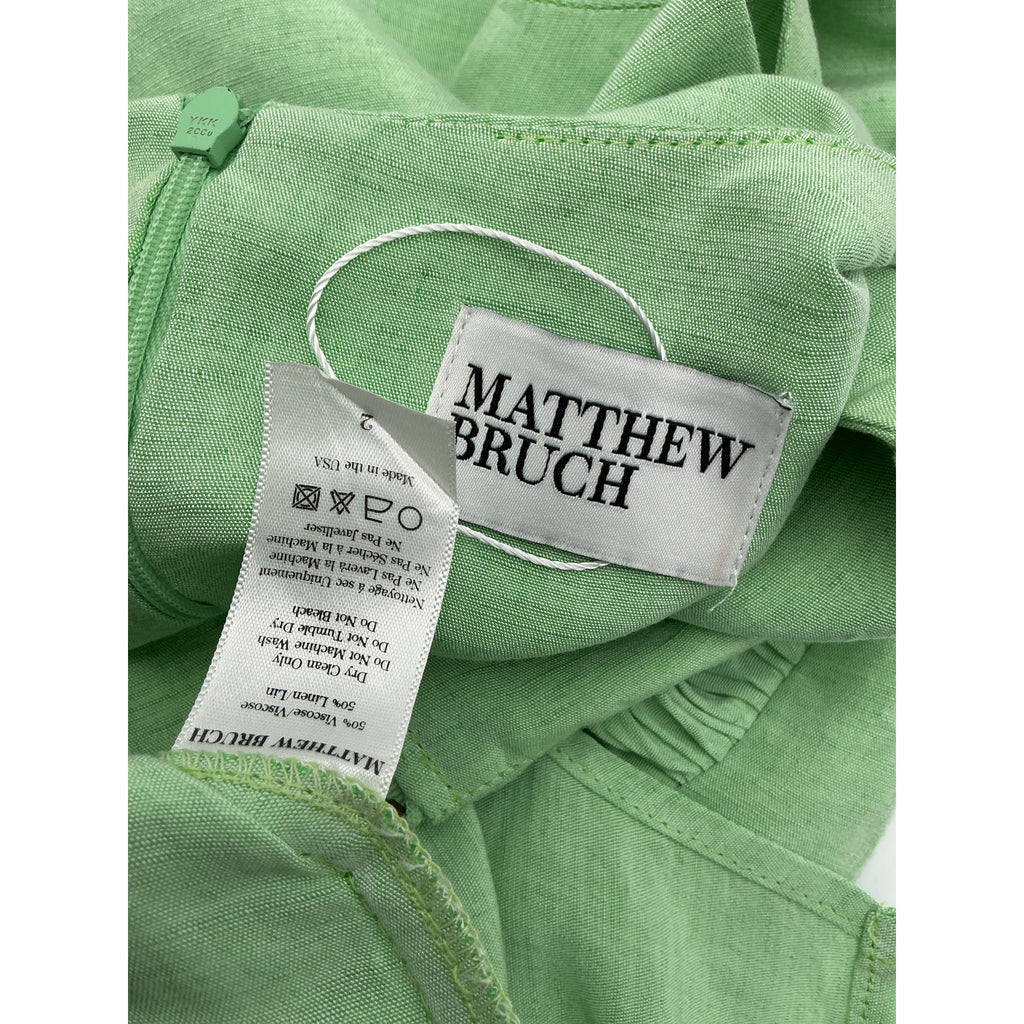 YKK
2CCU
MATTHEW
BRUCH
MATTHEW BRUCH
50% Viscose/Viscose
50% Linen/Lin
Dry Clean Only
Do Not Machine Wash
Do Not Tumble Dry
Do Not Bleach
Nettoyage á sec Uniquement
Ne Pas Laverà la Machine
Ne Pas Sécher à la Machine
Ne Pas Javelliser
Made in the USA
2